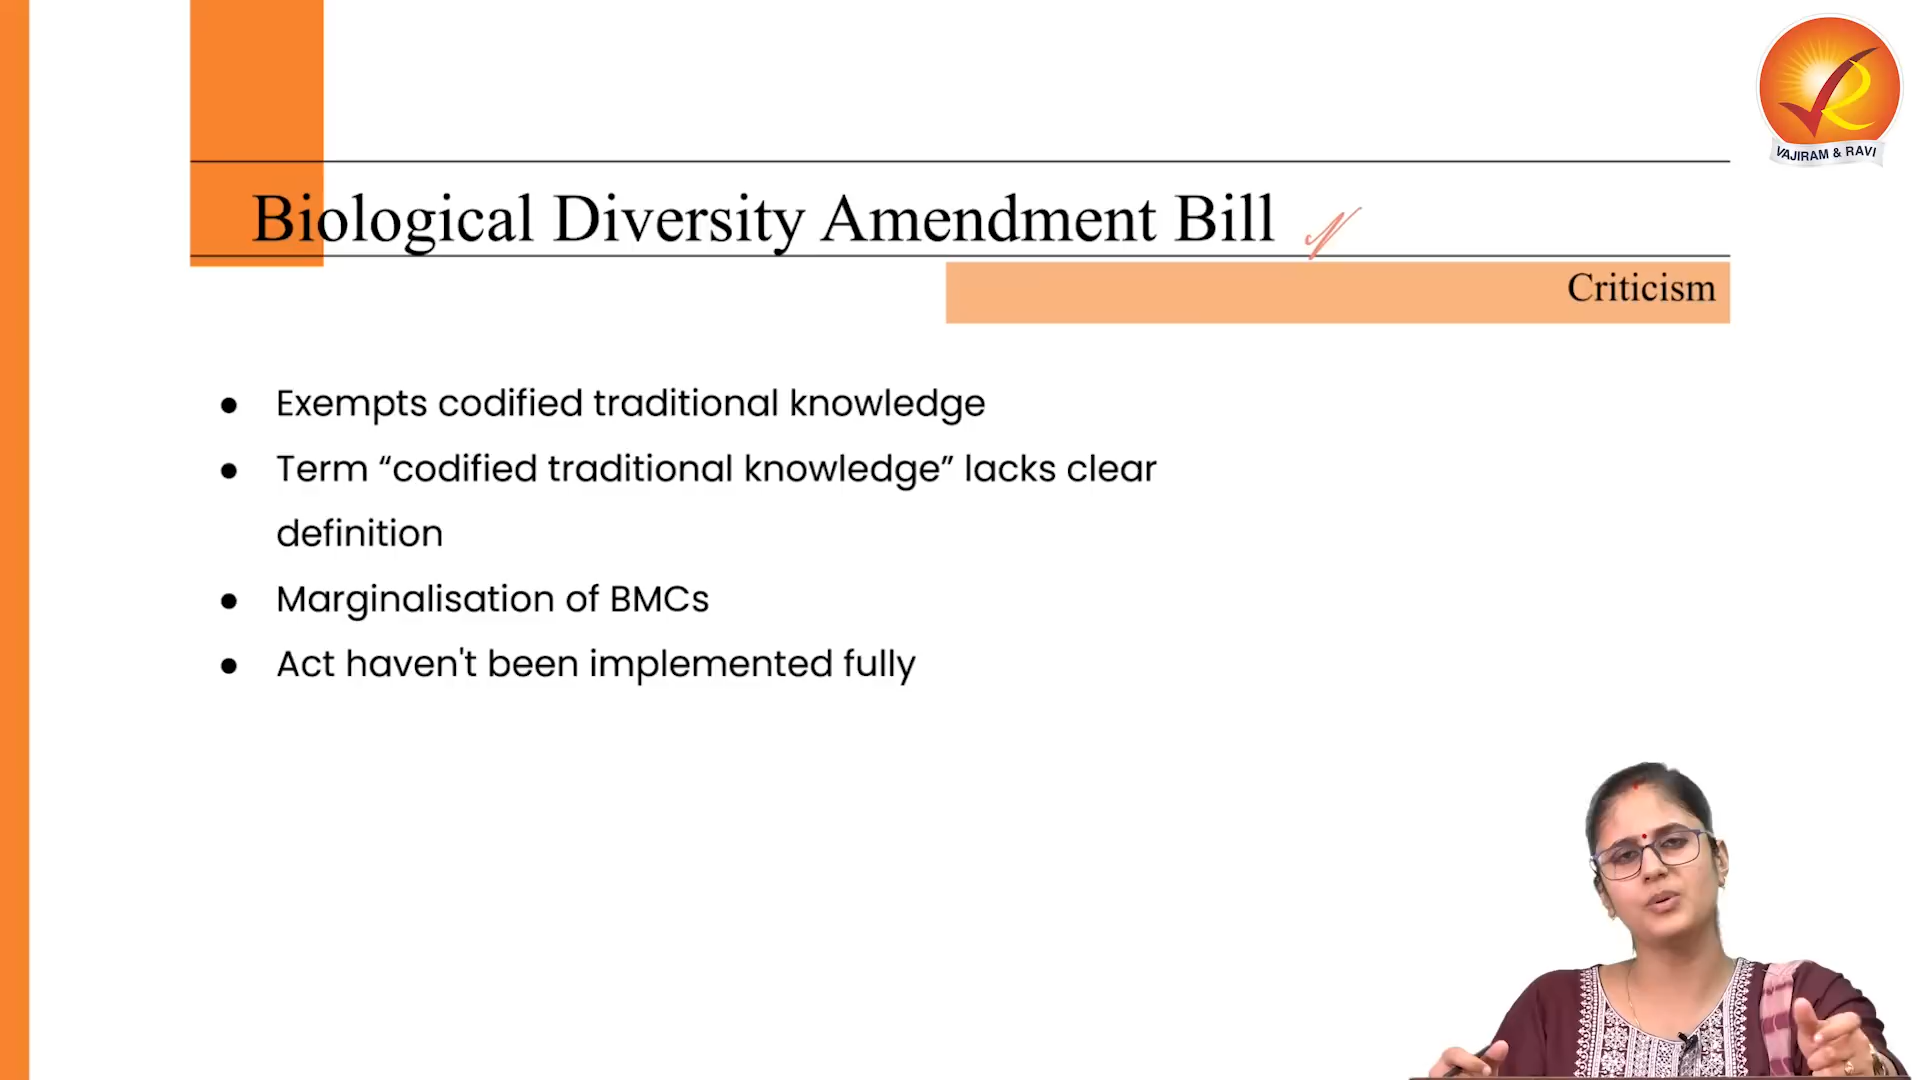 VAJIRAM & RAVI
Biological Diversity Amendment Bill
Criticism
● Exempts codified traditional knowledge
● Term “codified traditional knowledge” lacks clear
definition
● Marginalisation of BMCs
● Act haven't been implemented fully